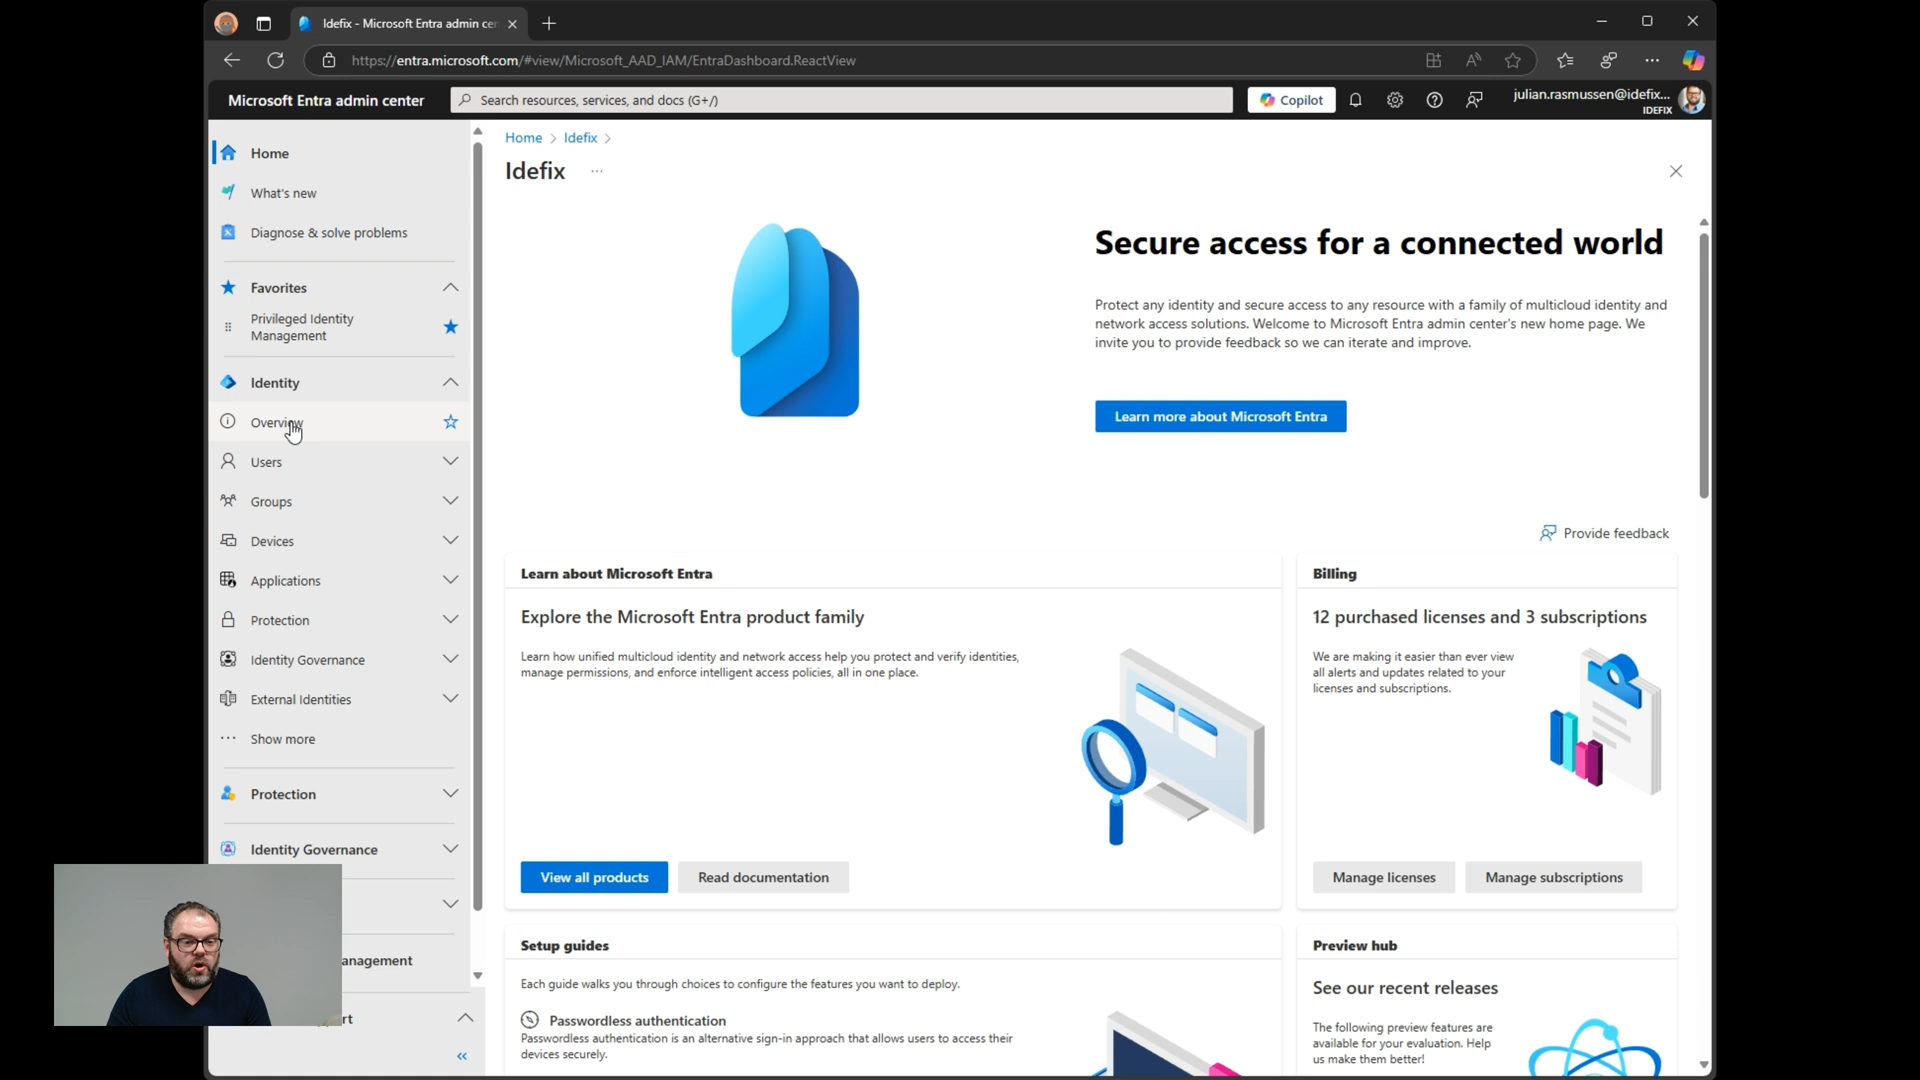 Idefix - Microsoft Entra admin cen
https://entra.microsoft.com/#view/Microsoft_AAD_IAM/EntraDashboard.ReactView
Microsoft Entra admin center
Search resources, services, and docs (G+/)
Copilot
julian.rasmussen@idefix...
IDEFIX
Home
What's new
Diagnose & solve problems
Favorites
Privileged Identity
Management
Identity
Overview
Users
Groups
Devices
Applications
Protection
Identity Governance
External Identities
Show more
Protection
Identity Governance
anagement
rt
Home > Idefix >
Idefix ...
Secure access for a connected world
Protect any identity and secure access to any resource with a family of multicloud identity and
network access solutions. Welcome to Microsoft Entra admin center's new home page. We
invite you to provide feedback so we can iterate and improve.
Learn more about Microsoft Entra
Provide feedback
Learn about Microsoft Entra
Explore the Microsoft Entra product family
Learn how unified multicloud identity and network access help you protect and verify identities,
manage permissions, and enforce intelligent access policies, all in one place.
View all products
Read documentation
Billing
12 purchased licenses and 3 subscriptions
We are making it easier than ever view
all alerts and updates related to your
licenses and subscriptions.
Manage licenses
Manage subscriptions
Setup guides
Each guide walks you through choices to configure the features you want to deploy.
Passwordless authentication
Passwordless authentication is an alternative sign-in approach that allows users to access their
devices securely.
Preview hub
See our recent releases
The following preview features are
available for your evaluation. Help
us make them better!